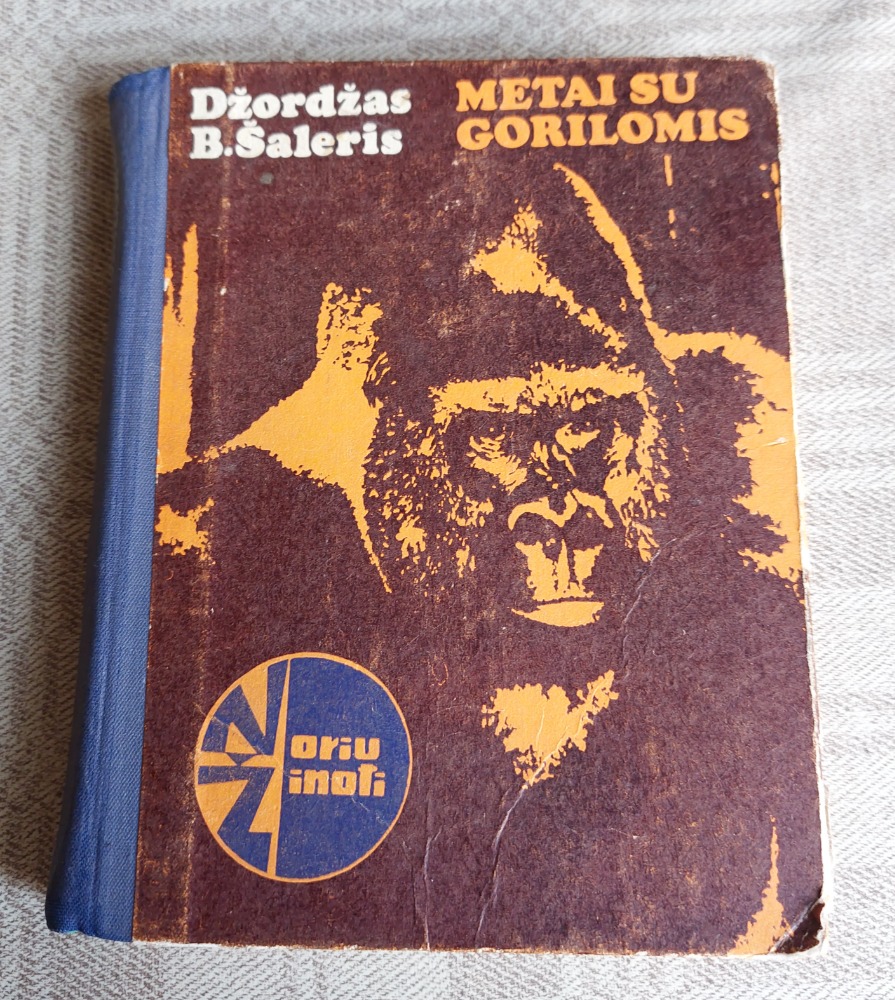 Džordžas
B.Šaleris
METAI SU
GORILOMIS
Noriu
Žinoti